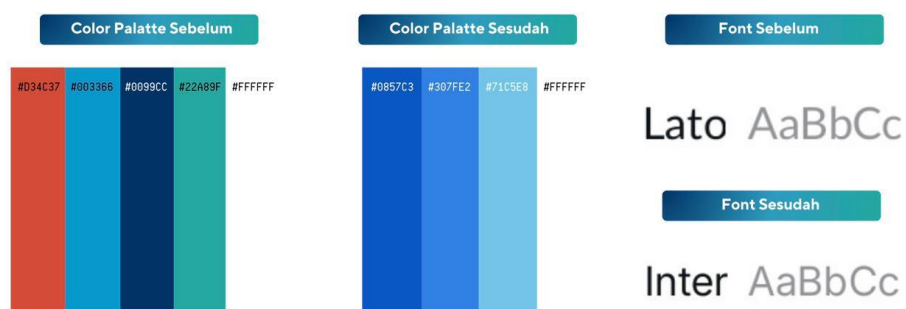 Color Palatte Sebelum
#D34C37 #003366 #0099CC #22A89F #FFFFFF
Color Palatte Sesudah
#0857C3 #307FE2 #71C5E8 #FFFFFF
Font Sebelum
Lato AaBbCc
Font Sesudah
Inter AaBbCc